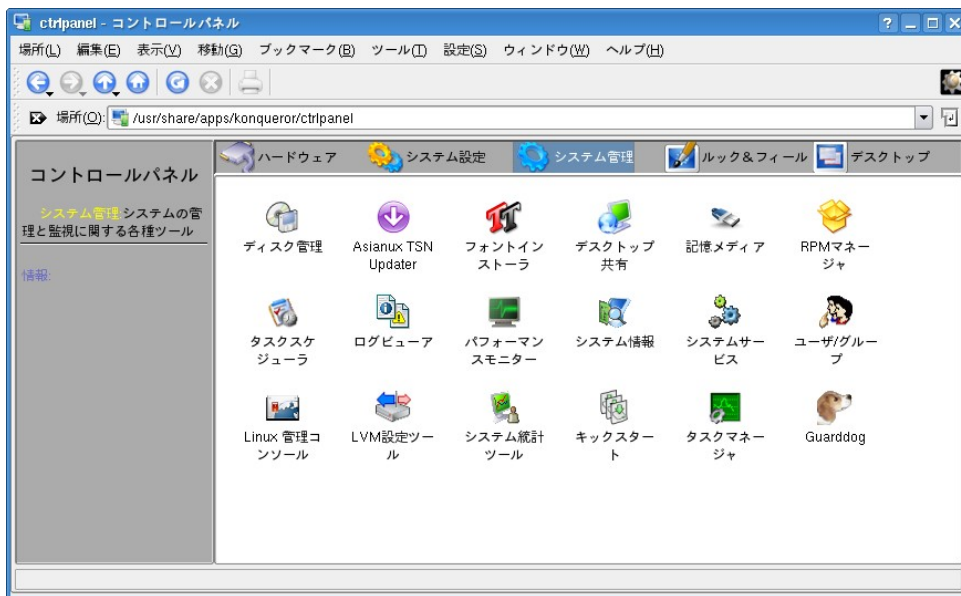 ctrlpanel - コントロールパネル
場所(L) 編集(E) 表示(V) 移動(G) ブックマーク(B) ツール(T) 設定(S) ウィンドウ(W) ヘルプ(H)
場所(O): /usr/share/apps/konqueror/ctrlpanel
コントロールパネル
システム管理:システムの管
理と監視に関する各種ツール
情報:
ハードウェア システム設定 システム管理 ルック&フィール デスクトップ
ディスク管理
Asianux TSN
Updater
フォントイン
ストーラ
デスクトップ
共有
記憶メディア
RPMマネー
ジャ
タスクスケ
ジューラ
ログビューア
パフォーマン
スモニター
システム情報
システムサー
ビス
ユーザ/グルー
プ
Linux 管理コ
ンソール
LVM設定ツー
ル
システム統計
ツール
キックスター
ト
タスクマネー
ジャ
Guarddog